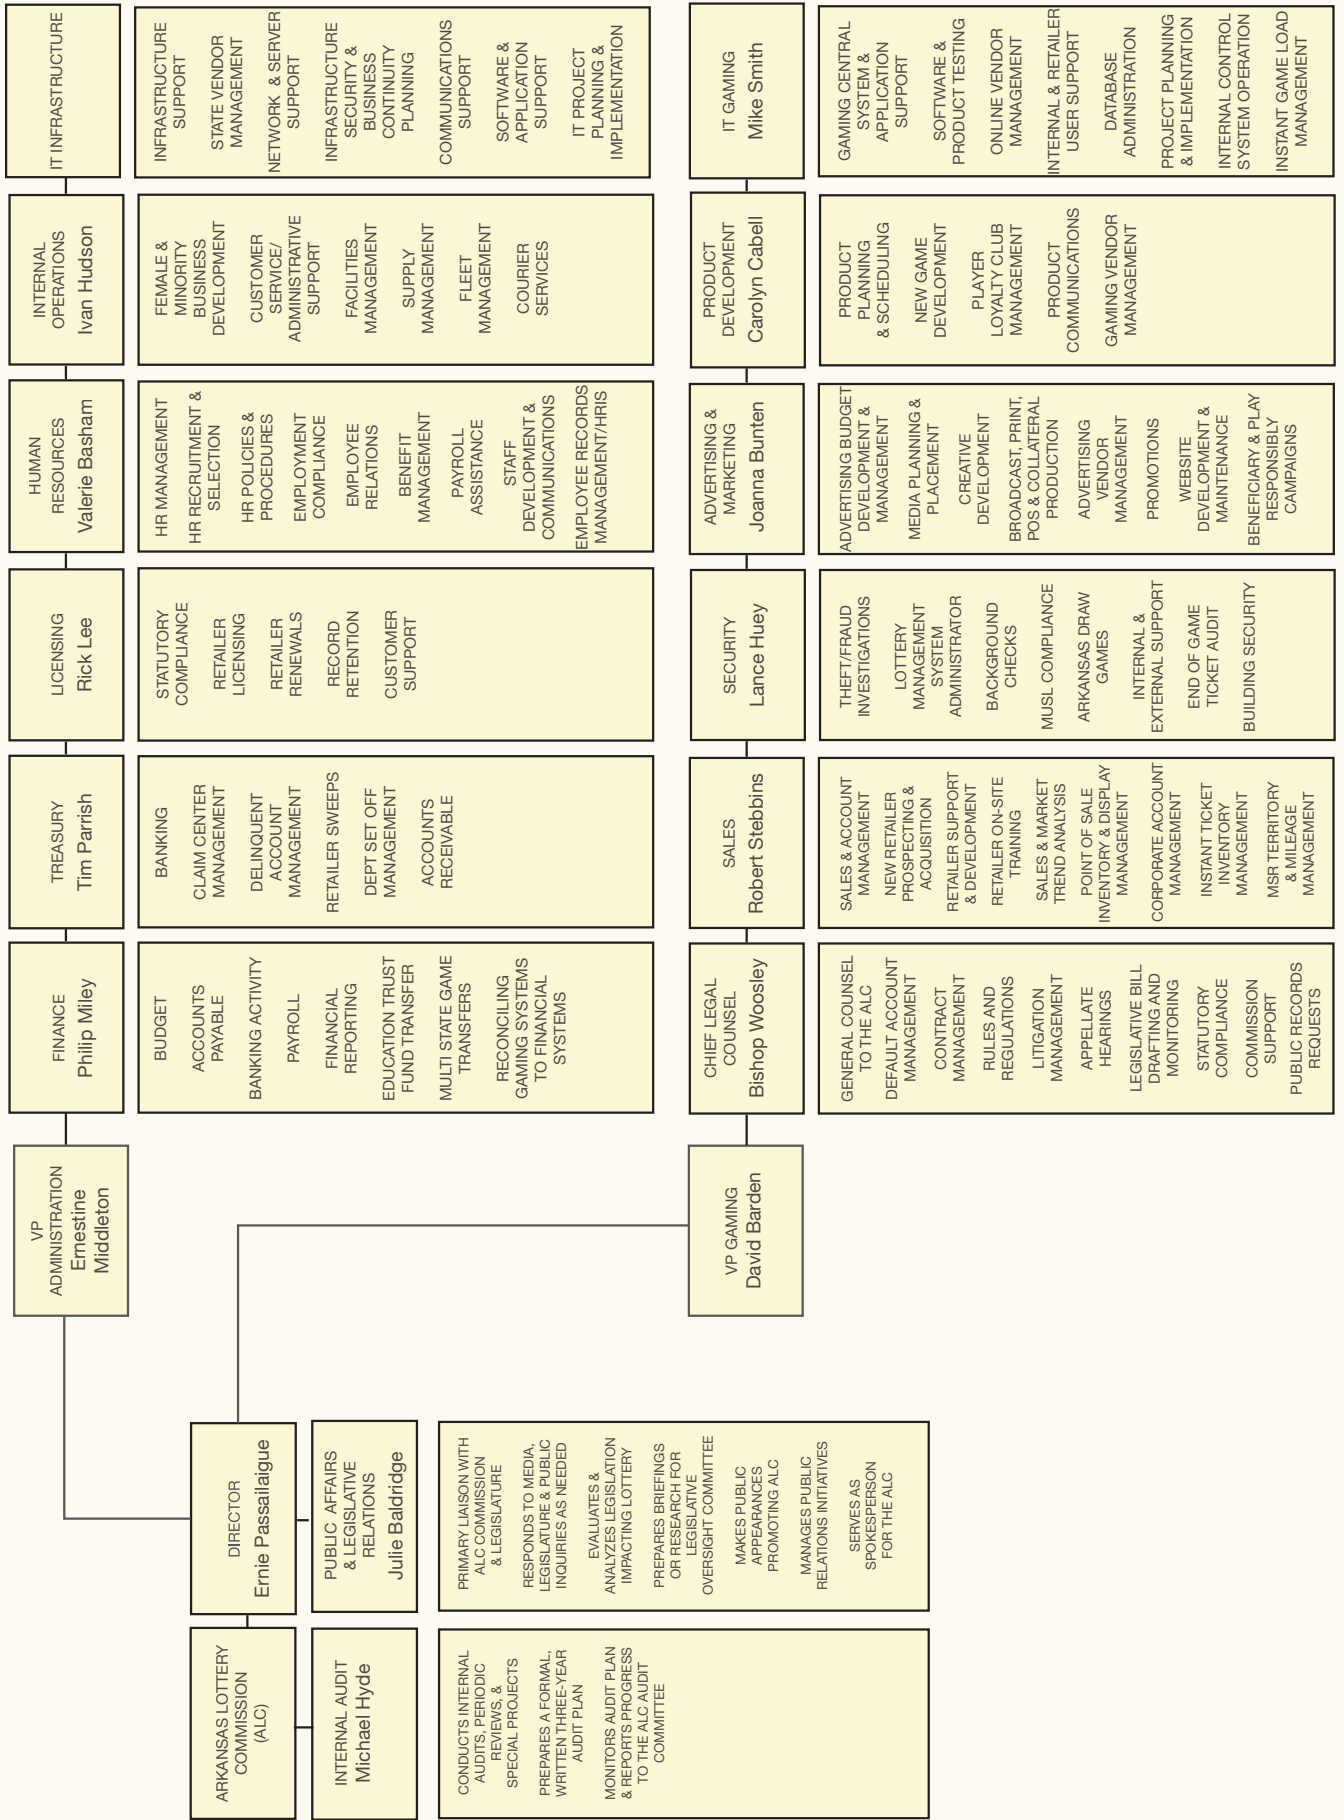 ARKANSAS LOTTERY
COMMISSION
(ALC)
INTERNAL AUDIT
Michael Hyde
CONDUCTS INTERNAL
AUDITS, PERIODIC
REVIEWS, &
SPECIAL PROJECTS
PREPARES A FORMAL,
WRITTEN THREE-YEAR
AUDIT PLAN
MONITORS AUDIT PLAN
& REPORTS PROGRESS
TO THE ALC AUDIT
COMMITTEE
DIRECTOR
Ernie Passailaigue
PUBLIC AFFAIRS
& LEGISLATIVE
RELATIONS
Julie Baldridge
PRIMARY LIAISON WITH
ALC COMMISSION
& LEGISLATURE
RESPONDS TO MEDIA,
LEGISLATURE & PUBLIC
INQUIRIES AS NEEDED
EVALUATES &
ANALYZES LEGISLATION
IMPACTING LOTTERY
PREPARES BRIEFINGS
OR RESEARCH FOR
LEGISLATIVE
OVERSIGHT COMMITTEE
MAKES PUBLIC
APPEARANCES
PROMOTING ALC
MANAGES PUBLIC
RELATIONS INITIATIVES
SERVES AS
SPOKESPERSON
FOR THE ALC
VP
ADMINISTRATION
Ernestine
Middleton
FINANCE
Philip Miley
BUDGET
ACCOUNTS
PAYABLE
BANKING ACTIVITY
PAYROLL
FINANCIAL
REPORTING
EDUCATION TRUST
FUND TRANSFER
MULTI STATE GAME
TRANSFERS
RECONCILING
GAMING SYSTEMS
TO FINANCIAL
SYSTEMS
TREASURY
Tim Parrish
BANKING
CLAIM CENTER
MANAGEMENT
DELINQUENT
ACCOUNT
MANAGEMENT
RETAILER SWEEPS
DEPT SET OFF
MANAGEMENT
ACCOUNTS
RECEIVABLE
LICENSING
Rick Lee
STATUTORY
COMPLIANCE
RETAILER
LICENSING
RETAILER
RENEWALS
RECORD
RETENTION
CUSTOMER
SUPPORT
HUMAN
RESOURCES
Valerie Basham
HR MANAGEMENT
HR RECRUITMENT &
SELECTION
HR POLICIES &
PROCEDURES
EMPLOYMENT
COMPLIANCE
EMPLOYEE
RELATIONS
BENEFIT
MANAGEMENT
PAYROLL
ASSISTANCE
STAFF
DEVELOPMENT &
COMMUNICATIONS
EMPLOYEE RECORDS
MANAGEMENT/HRIS
INTERNAL
OPERATIONS
Ivan Hudson
FEMALE &
MINORITY
BUSINESS
DEVELOPMENT
CUSTOMER
SERVICE/
ADMINISTRATIVE
SUPPORT
FACILITIES
MANAGEMENT
SUPPLY
MANAGEMENT
FLEET
MANAGEMENT
COURIER
SERVICES
IT INFRASTRUCTURE
INFRASTRUCTURE
SUPPORT
STATE VENDOR
MANAGEMENT
NETWORK & SERVER
SUPPORT
INFRASTRUCTURE
SECURITY &
BUSINESS
CONTINUITY
PLANNING
COMMUNICATIONS
SUPPORT
SOFTWARE &
APPLICATION
SUPPORT
IT PROJECT
PLANNING &
IMPLEMENTATION
VP GAMING
David Barden
CHIEF LEGAL
COUNSEL
Bishop Woosley
GENERAL COUNSEL
TO THE ALC
DEFAULT ACCOUNT
MANAGEMENT
CONTRACT
MANAGEMENT
RULES AND
REGULATIONS
LITIGATION
MANAGEMENT
APPELLATE
HEARINGS
LEGISLATIVE BILL
DRAFTING AND
MONITORING
STATUTORY
COMPLIANCE
COMMISSION
SUPPORT
PUBLIC RECORDS
REQUESTS
SALES
Robert Stebbins
SALES & ACCOUNT
MANAGEMENT
NEW RETAILER
PROSPECTING &
ACQUISITION
RETAILER SUPPORT
& DEVELOPMENT
RETAILER ON-SITE
TRAINING
SALES & MARKET
TREND ANALYSIS
POINT OF SALE
INVENTORY & DISPLAY
MANAGEMENT
CORPORATE ACCOUNT
MANAGEMENT
INSTANT TICKET
INVENTORY
MANAGEMENT
MSR TERRITORY
& MILEAGE
MANAGEMENT
SECURITY
Lance Huey
THEFT/FRAUD
INVESTIGATIONS
LOTTERY
MANAGEMENT
SYSTEM
ADMINISTRATOR
BACKGROUND
CHECKS
MUSL COMPLIANCE
ARKANSAS DRAW
GAMES
INTERNAL &
EXTERNAL SUPPORT
END OF GAME
TICKET AUDIT
BUILDING SECURITY
ADVERTISING &
MARKETING
Joanna Bunten
ADVERTISING BUDGET
DEVELOPMENT &
MANAGEMENT
MEDIA PLANNING &
PLACEMENT
CREATIVE
DEVELOPMENT
BROADCAST, PRINT,
POS & COLLATERAL
PRODUCTION
ADVERTISING
VENDOR
MANAGEMENT
PROMOTIONS
WEBSITE
DEVELOPMENT &
MAINTENANCE
BENEFICIARY & PLAY
RESPONSIBLY
CAMPAIGNS
PRODUCT
DEVELOPMENT
Carolyn Cabell
PRODUCT
PLANNING
& SCHEDULING
NEW GAME
DEVELOPMENT
PLAYER
LOYALTY CLUB
MANAGEMENT
PRODUCT
COMMUNICATIONS
GAMING VENDOR
MANAGEMENT
IT GAMING
Mike Smith
GAMING CENTRAL
SYSTEM &
APPLICATION
SUPPORT
SOFTWARE &
PRODUCT TESTING
ONLINE VENDOR
MANAGEMENT
INTERNAL & RETAILER
USER SUPPORT
DATABASE
ADMINISTRATION
PROJECT PLANNING
& IMPLEMENTATION
INTERNAL CONTROL
SYSTEM OPERATION
INSTANT GAME LOAD
MANAGEMENT